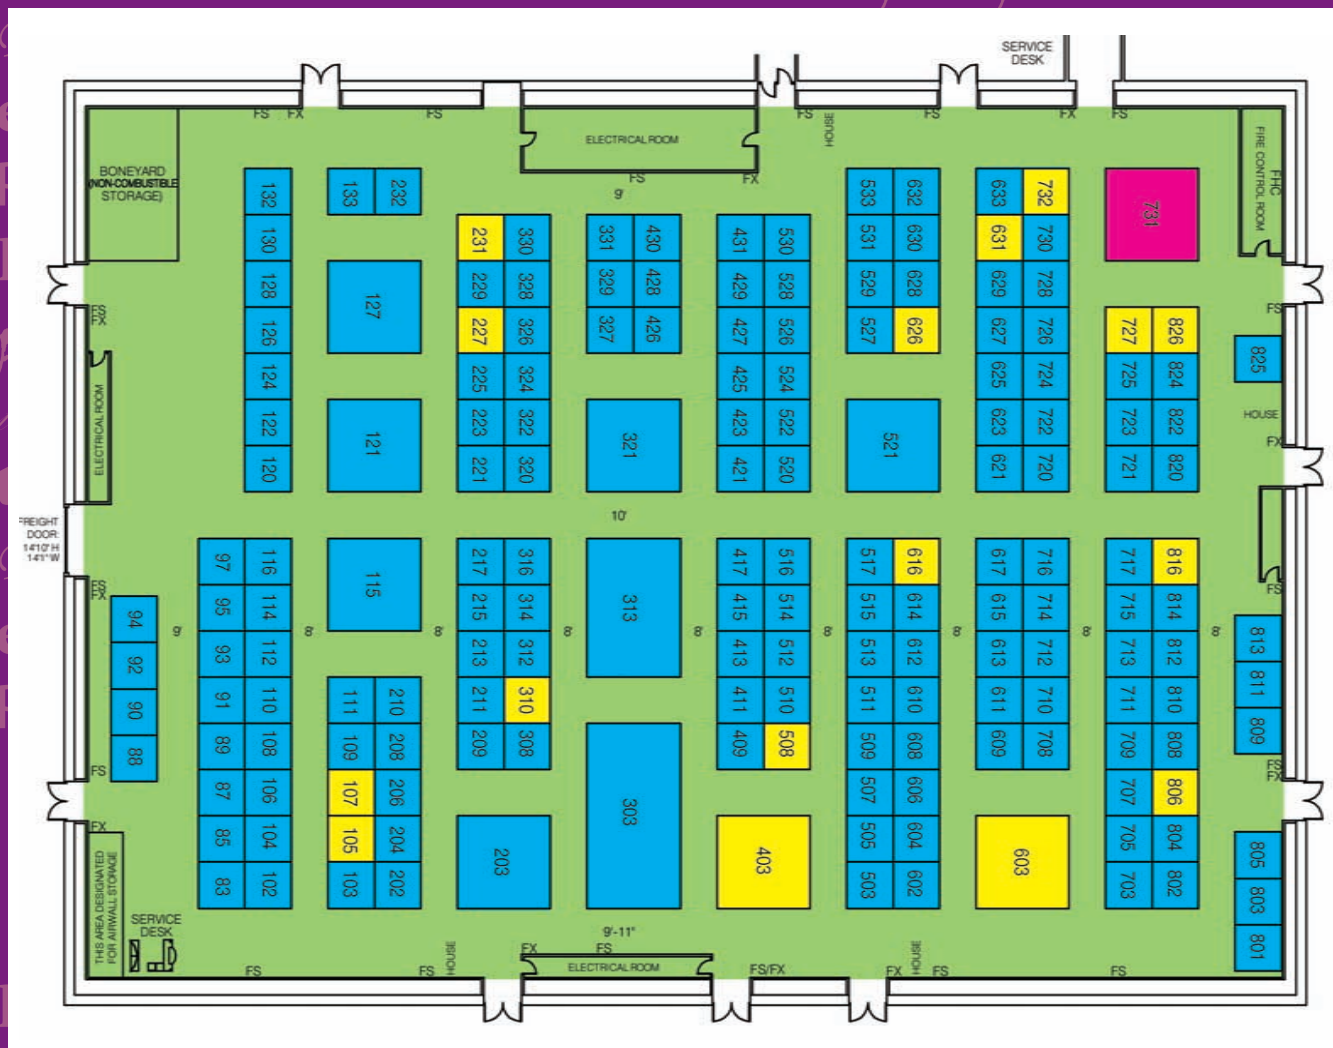 SERVICE
DESK
FS FX FS FS FS FX FS
HOUSE
ELECTRICAL ROOM
FS FX
9'
BONEYARD
(NON-COMBUSTIBLE
STORAGE)
FIRE CONTROL ROOM
FHC
132 133 232 533 632 633 732 731
130 231 330 331 430 431 530 531 630 631 730
128 127 229 328 329 428 429 528 529 628 629 728
FS
FX
FS
126 227 326 327 426 427 526 527 626 627 726 727 826
825
124 225 324 425 524 625 724 725 824
HOUSE
ELECTRICAL ROOM
122 121 223 322 321 423 522 521 623 722 723 822
FX
120 221 320 421 520 621 720 721 820
FREIGHT
DOOR:
14'10" H
14'1" W
10'
97 116 115 217 316 313 417 516 517 616 617 716 717 816
FS
FX
FS
94 95 114 215 314 415 514 515 614 615 714 715 814
9' 8' 8' 8' 8' 8' 8' 8' 8'
92 93 112 213 312 413 512 513 612 613 712 713 812 813
90 91 110 111 210 211 310 411 510 511 610 611 710 711 810 811
88 89 108 109 208 209 308 303 409 508 509 608 609 708 709 808 809
FS
FS
FX
87 106 107 206 507 606 707 806
FX
85 104 105 204 203 403 505 604 603 705 804 805
83 102 103 202 503 602 703 802 803
THIS AREA DESIGNATED
FOR AIRWALL STORAGE
SERVICE
DESK
9'-11"
801
FS FS HOUSE FX FS
ELECTRICAL ROOM
FS/FX FX HOUSE FS FS